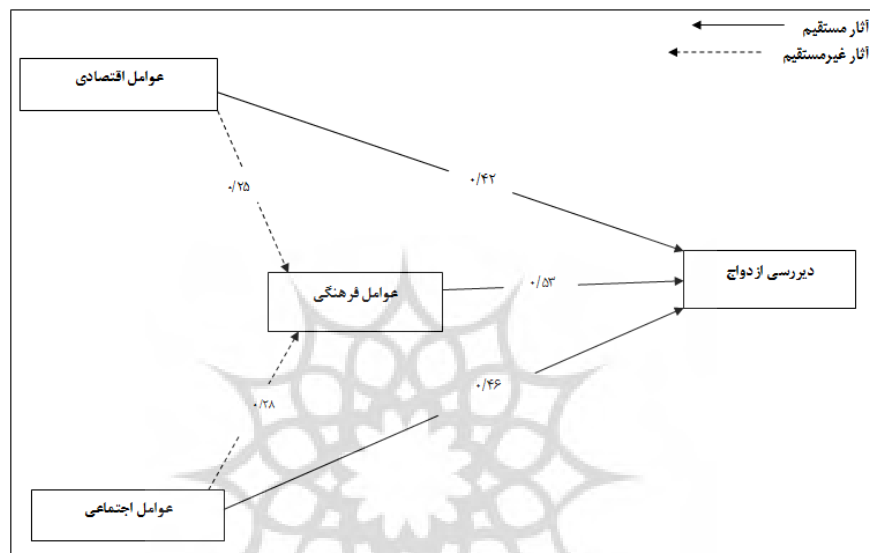 آثار مستقیم
آثار غیرمستقیم
عوامل اقتصادی
۰/۴۲
۰/۲۵
دیررسی ازدواج
عوامل فرهنگی
۰/۵۳
۰/۴۶
۰/۲۸
عوامل اجتماعی